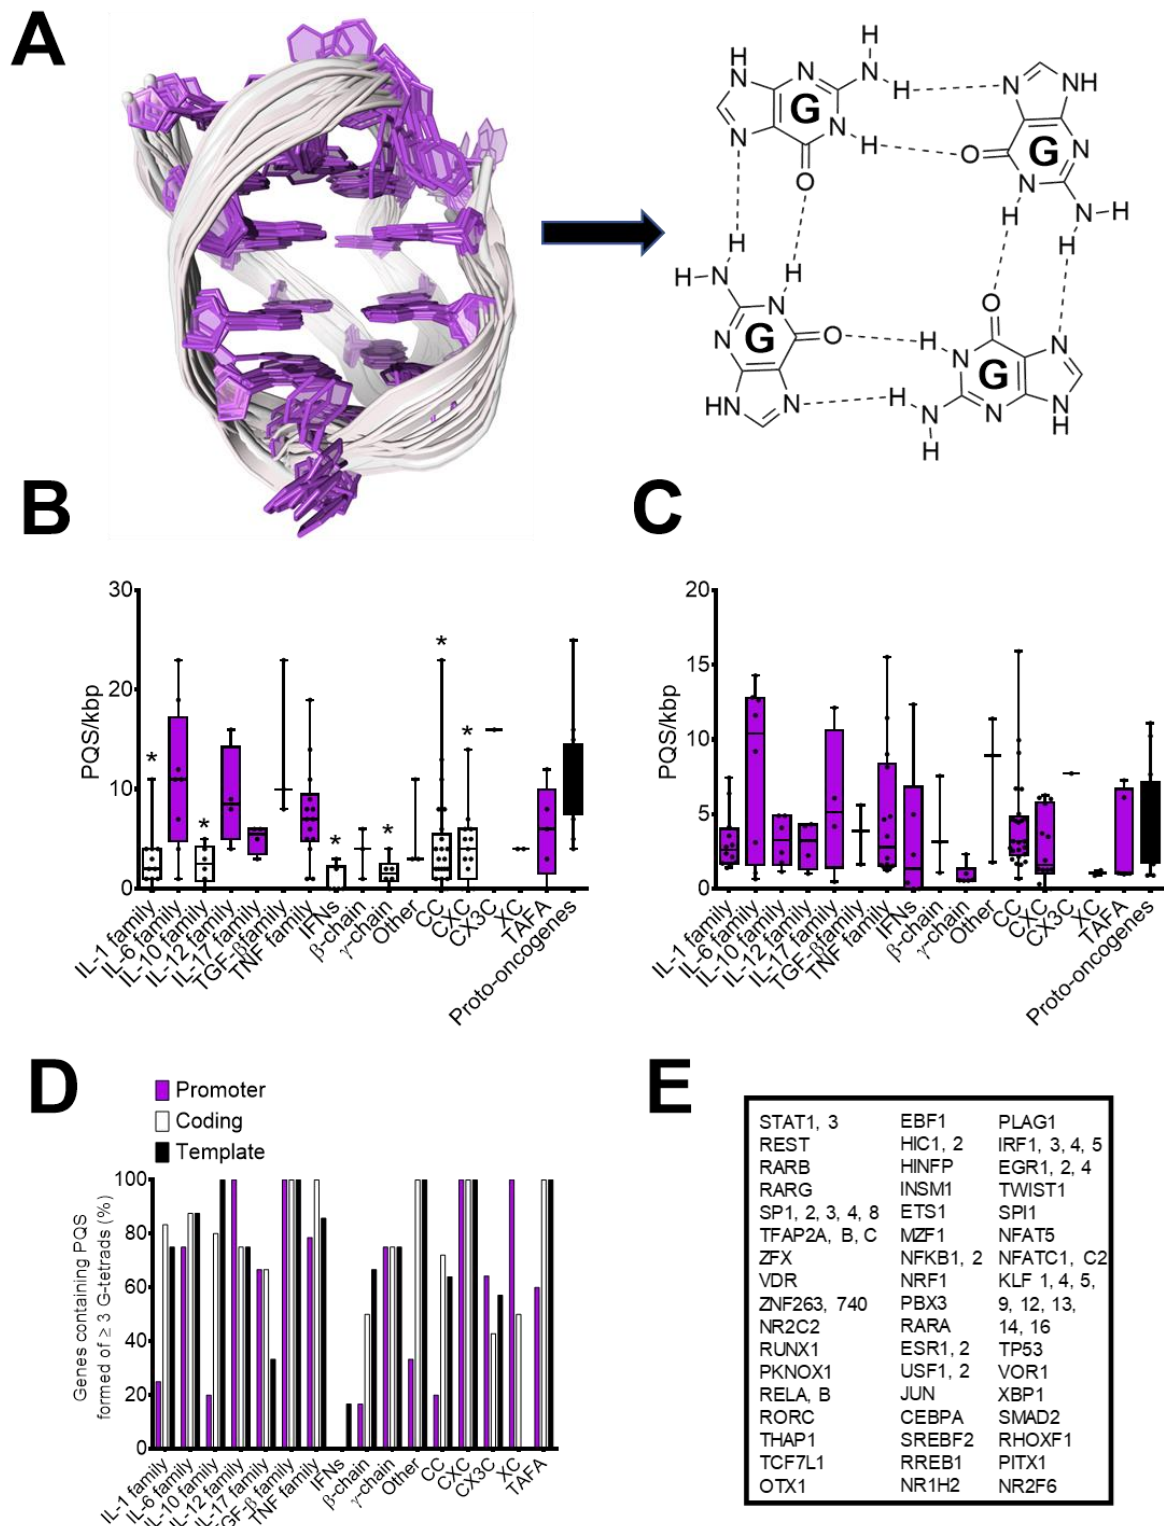 A
H
N
N
N
H
H
N
H
N
H
O
N
NH
O
N
N
H
N
H
H
G
G
H
H
N
H
N
N
O
HN
N
G
O
H
N
N
H
N
H
N
N
H
G
B
C
30
20
10
0
PQS/kbp
* * * * * *
IL-1 family
IL-6 family
IL-10 family
IL-12 family
IL-17 family
TGF-βfamily
TNF family
IFNs
β-chain
γ-chain
Other
CC
CXC
CX3C
XC
TAFA
Proto-oncogenes
20
15
10
5
0
PQS/kbp
IL-1 family
IL-6 family
IL-10 family
IL-12 family
IL-17 family
TGF-βfamily
TNF family
IFNs
β-chain
γ-chain
Other
CC
CXC
CX3C
XC
TAFA
Proto-oncogenes
D
Promoter
Coding
Template
Genes containing PQS
formed of ≥ 3 G-tetrads (%)
100
80
60
40
20
0
IL-1 family
IL-6 family
IL-10 family
IL-12 family
IL-17 family
TNF family
IFNs
β-chain
γ-chain
Other
CC
CXC
CX3C
XC
TAFA
E
STAT1, 3
REST
RARB
RARG
SP1, 2, 3, 4, 8
TFAP2A, B, C
ZFX
VDR
ZNF263, 740
NR2C2
RUNX1
PKNOX1
RELA, B
RORC
THAP1
TCF7L1
OTX1
EBF1
HIC1, 2
HINFP
INSM1
ETS1
MZF1
NFKB1, 2
NRF1
PBX3
RARA
ESR1, 2
USF1, 2
JUN
CEBPA
SREBF2
RREB1
NR1H2
PLAG1
IRF1, 3, 4, 5
EGR1, 2, 4
TWIST1
SPI1
NFAT5
NFATC1, C2
KLF 1, 4, 5,
9, 12, 13,
14, 16
TP53
VOR1
XBP1
SMAD2
RHOXF1
PITX1
NR2F6